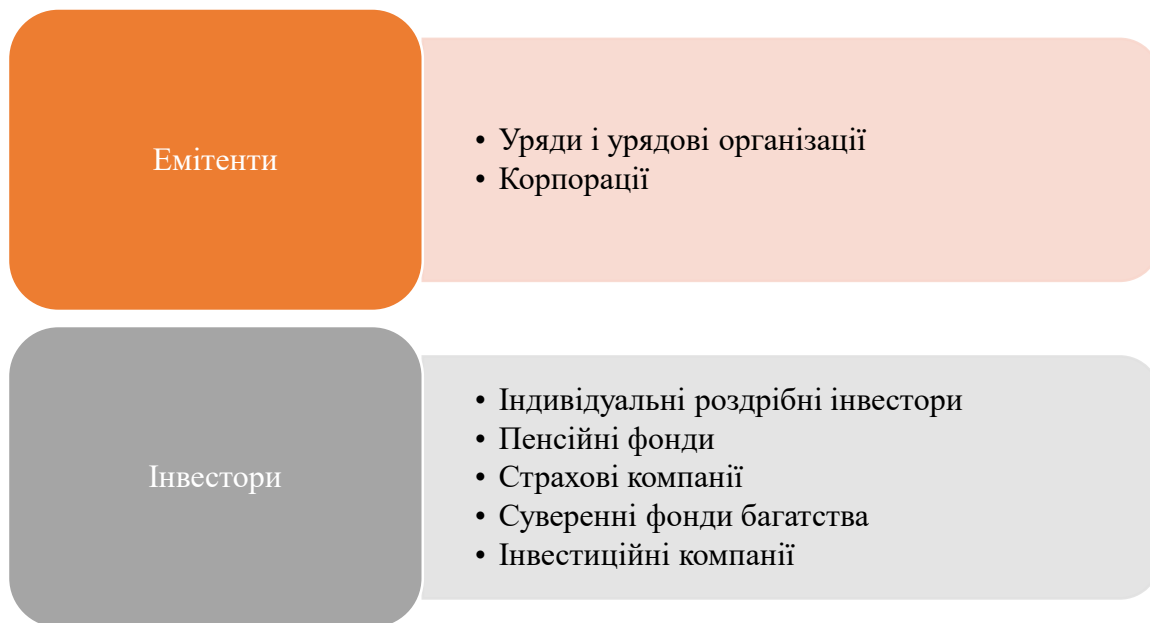 Емітенти
• Уряди і урядові організації
• Корпорації
Інвестори
• Індивідуальні роздрібні інвестори
• Пенсійні фонди
• Страхові компанії
• Суверенні фонди багатства
• Інвестиційні компанії